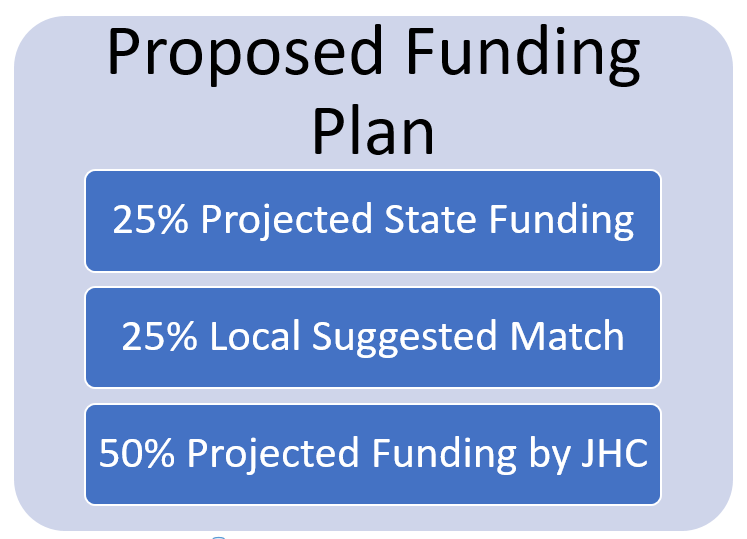 Proposed Funding
Plan
25% Projected State Funding
25% Local Suggested Match
50% Projected Funding by JHC